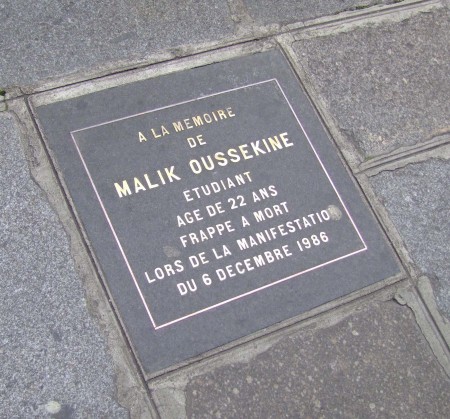 A LA MEMOIRE
DE
MALIK OUSSEKINE
ETUDIANT
AGE DE 22 ANS
FRAPPE A MORT
LORS DE LA MANIFESTATIO
DU 6 DECEMBRE 1986